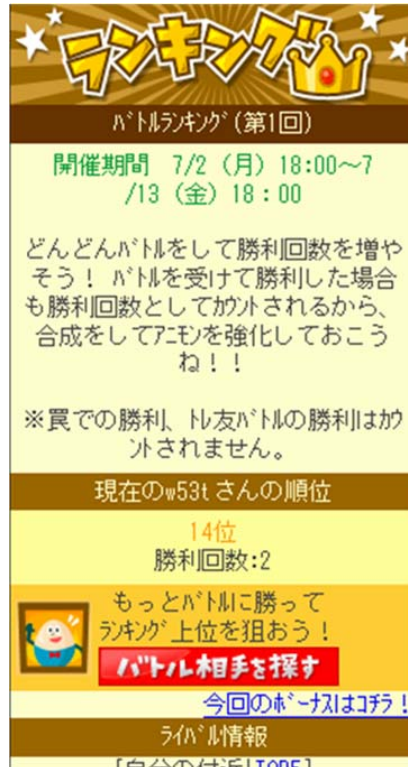 ランキング
ﾊﾞﾄﾙﾗﾝｷﾝｸﾞ(第1回)
開催期間 7/2 (月) 18:00～7
/13 (金) 18：00
どんどんﾊﾞﾄﾙをして勝利回数を増や
そう！ ﾊﾞﾄﾙを受けて勝利した場合
も勝利回数としてｶｳﾝﾄされるから、
合成をしてｱﾆﾓﾝを強化しておこう
ね！！
※罠での勝利、ﾄﾚ友ﾊﾞﾄﾙの勝利はｶｳ
ﾝﾄされません。
現在のw53tさんの順位
14位
勝利回数:2
もっとﾊﾞﾄﾙに勝って
ﾗﾝｷﾝｸﾞ上位を狙おう！
バトル相手を探す
今回のﾎﾞｰﾅｽはｺﾁﾗ！
ﾗｲﾊﾞﾙ情報
[自分の付近|TOP5]